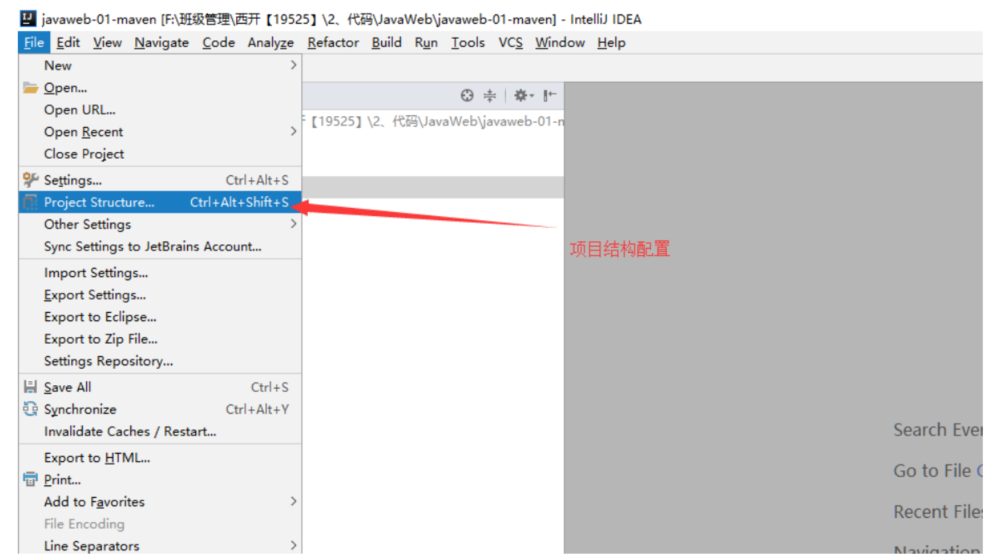 javaweb-01-maven [F:\班级管理\西开【19525】\2、代码\JavaWeb\javaweb-01-maven] - IntelliJ IDEA
File Edit View Navigate Code Analyze Refactor Build Run Tools VCS Window Help
New
Open...
Open URL...
【19525】\2、代码\JavaWeb\javaweb-01-n
Open Recent
Close Project
Settings... Ctrl+Alt+S
Project Structure... Ctrl+Alt+Shift+S
Other Settings
项目结构配置
Sync Settings to JetBrains Account...
Import Settings...
Export Settings...
Export to Eclipse...
Export to Zip File...
Settings Repository...
Save All Ctrl+S
Synchronize Ctrl+Alt+Y
Invalidate Caches / Restart...
Search Ever
Export to HTML...
Go to File
Print...
Add to Favorites
Recent Files
File Encoding
Line Separators
Navigation